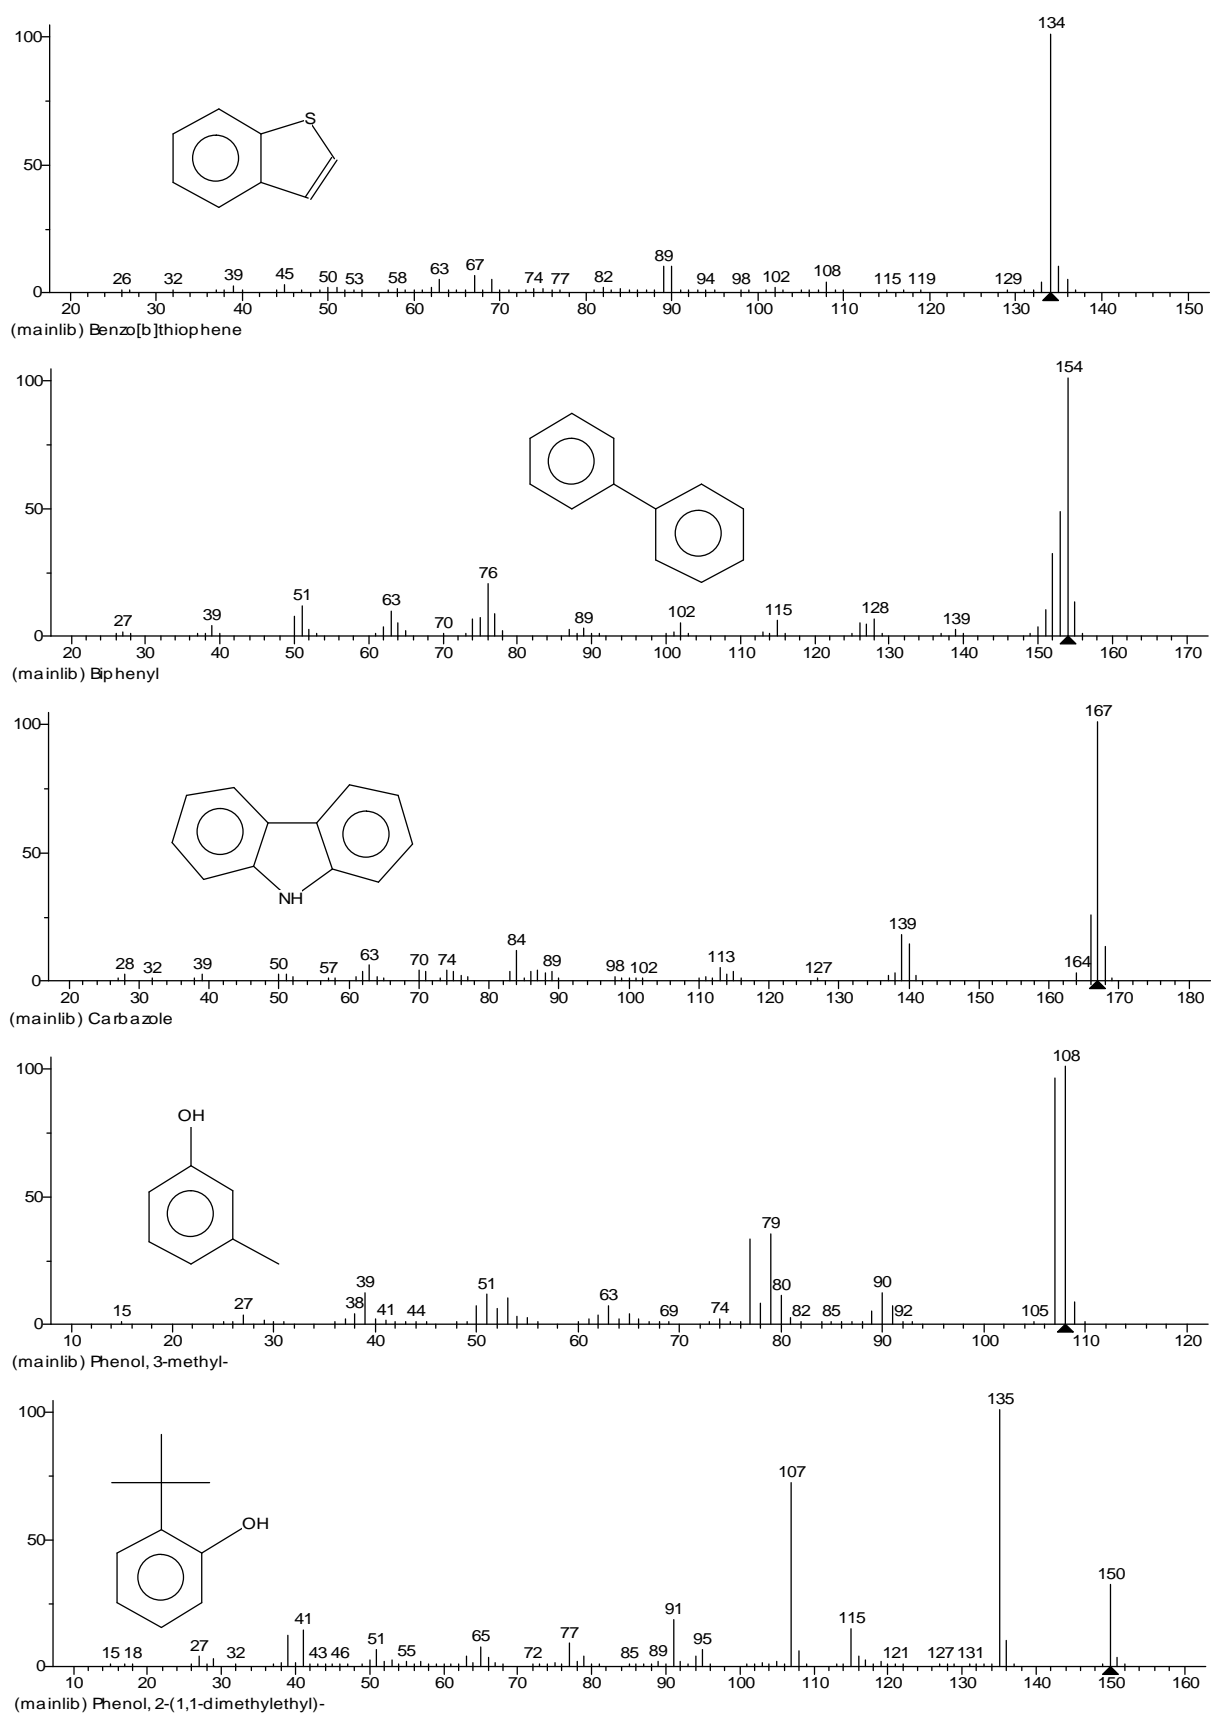 134
100
S
50
26 32 39 45 50 53 58 63 67 74 77 82 89 94 98 102 108 115 119 129
0
20 30 40 50 60 70 80 90 100 110 120 130 140 150
(mainlib) Benzo[b]thiophene
154
100
50
27 39 51 63 70 76 89 102 115 128 139
0
20 30 40 50 60 70 80 90 100 110 120 130 140 150 160 170
(mainlib) Biphenyl
167
100
50
NH
28 32 39 50 57 63 70 74 84 89 98 102 113 127 139 164
0
20 30 40 50 60 70 80 90 100 110 120 130 140 150 160 170 180
(mainlib) Carbazole
108
100
OH
50
15 27 38 39 41 44 51 63 69 74 79 80 82 85 90 92 105
0
10 20 30 40 50 60 70 80 90 100 110 120
(mainlib) Phenol, 3-methyl-
135
100
107
OH
50
150
15 18 27 32 41 43 46 51 55 65 72 77 85 89 91 95 115 121 127 131
0
10 20 30 40 50 60 70 80 90 100 110 120 130 140 150 160
(mainlib) Phenol, 2-(1,1-dimethylethyl)-